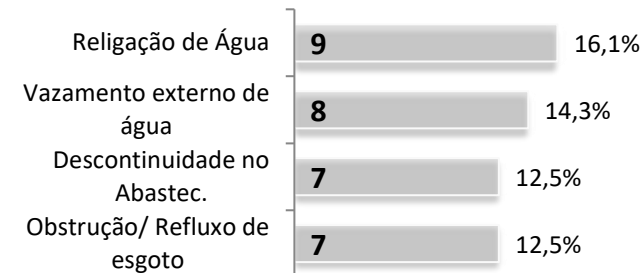 Religação de Água 9 16,1%
Vazamento externo de
água
8 14,3%
Descontinuidade no
Abastec.
7 12,5%
Obstrução/ Refluxo de
esgoto
7 12,5%